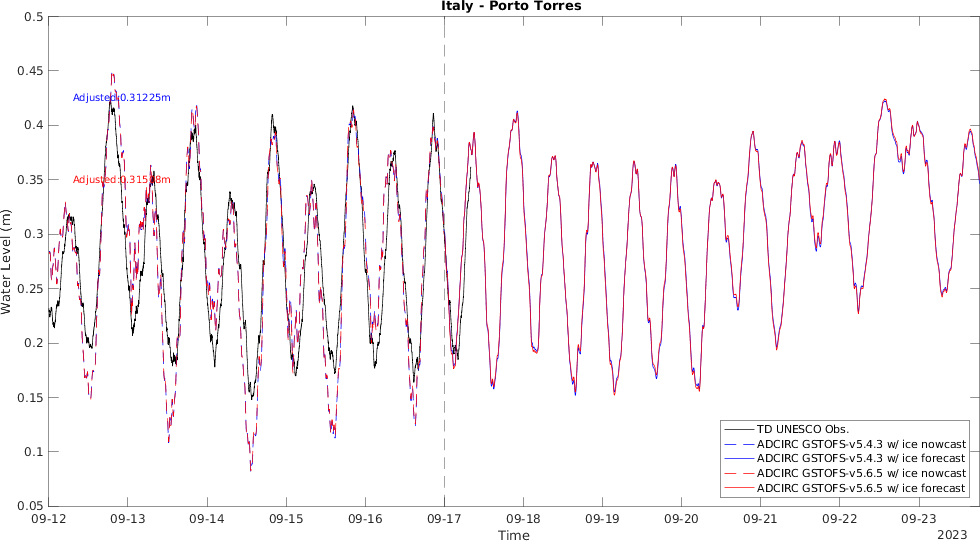 Italy - Porto Torres
0.5
0.45
0.4
0.35
0.3
0.25
0.2
0.15
0.1
0.05
Water Level (m)
Adjusted:0.31225m
Adjusted:0.31518m
TD UNESCO Obs.
ADCIRC GSTOFS-v5.4.3 w/ ice nowcast
ADCIRC GSTOFS-v5.4.3 w/ ice forecast
ADCIRC GSTOFS-v5.6.5 w/ ice nowcast
ADCIRC GSTOFS-v5.6.5 w/ ice forecast
09-12 09-13 09-14 09-15 09-16 09-17 09-18 09-19 09-20 09-21 09-22 09-23
Time
2023